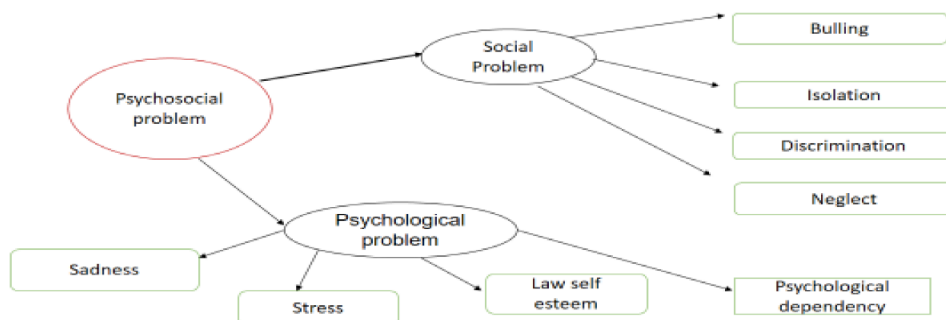 Social
Problem
Bulling
Psychosocial
problem
Isolation
Discrimination
Neglect
Psychological
problem
Sadness
Stress
Law self
esteem
Psychological
dependency